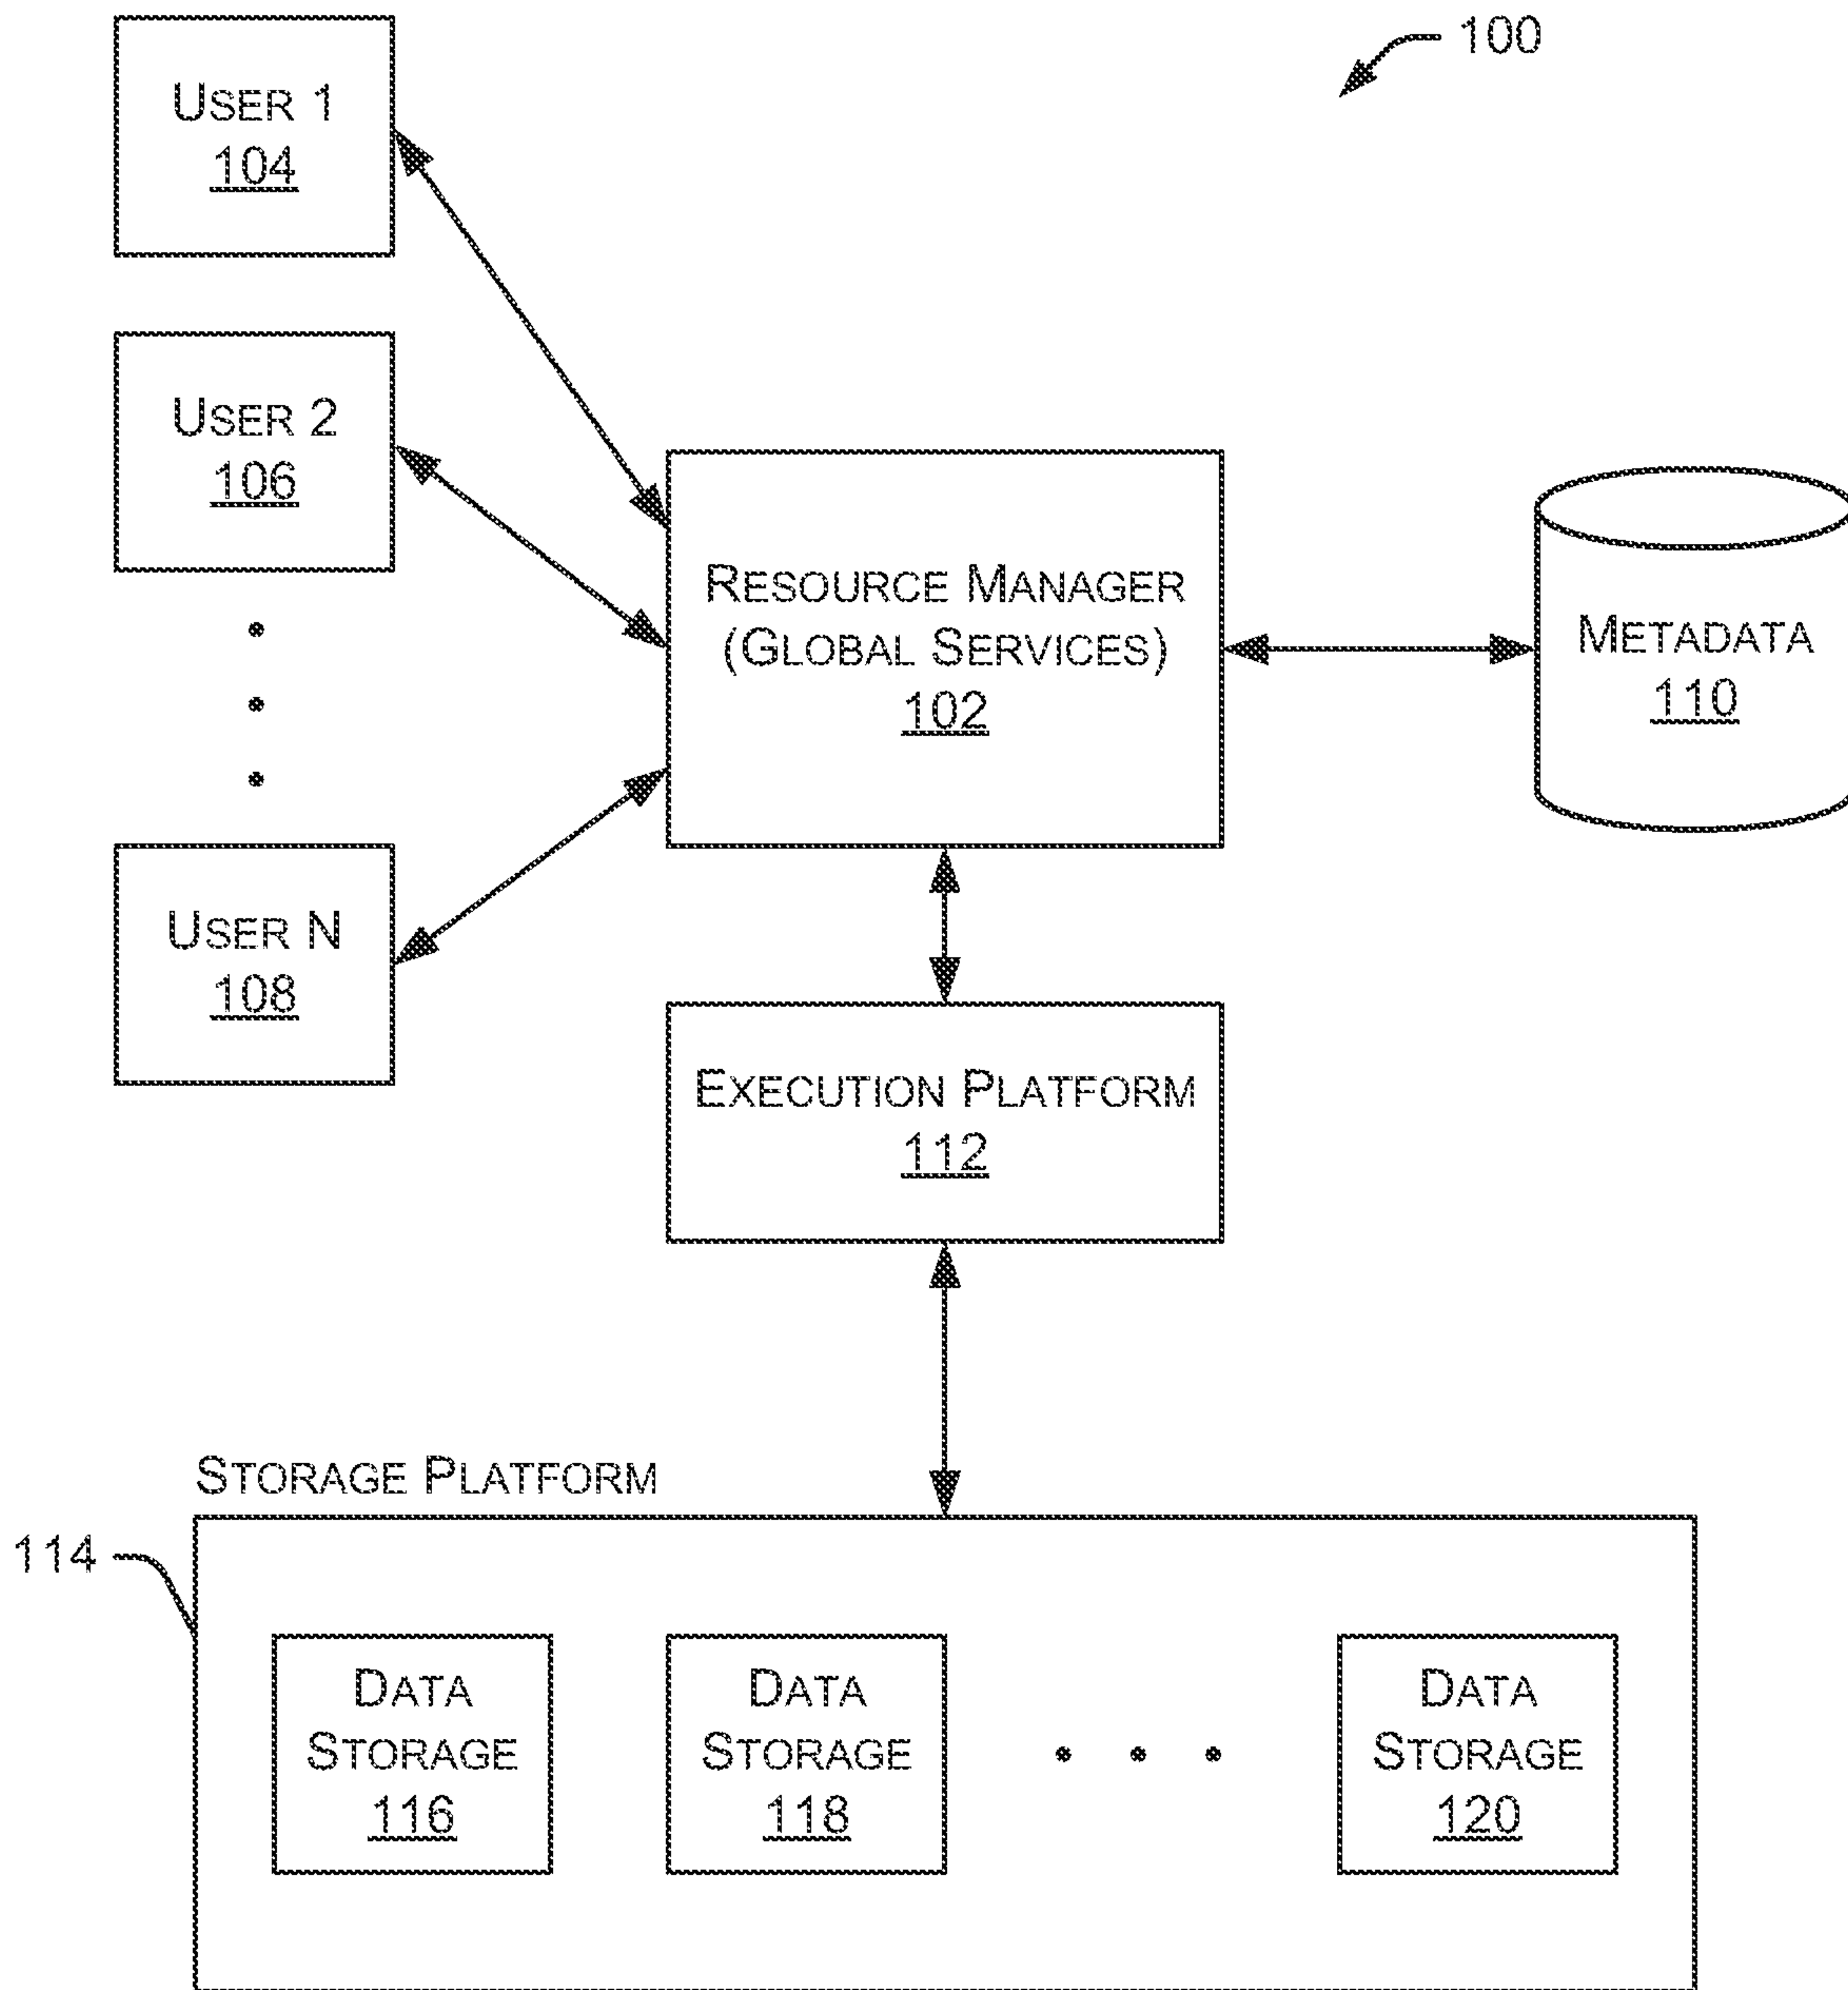 100
USER 1
104
USER 2
106
USER N
108
RESOURCE MANAGER
(GLOBAL SERVICES)
102
METADATA
110
EXECUTION PLATFORM
112
STORAGE PLATFORM
114
DATA
STORAGE
116
DATA
STORAGE
118
DATA
STORAGE
120